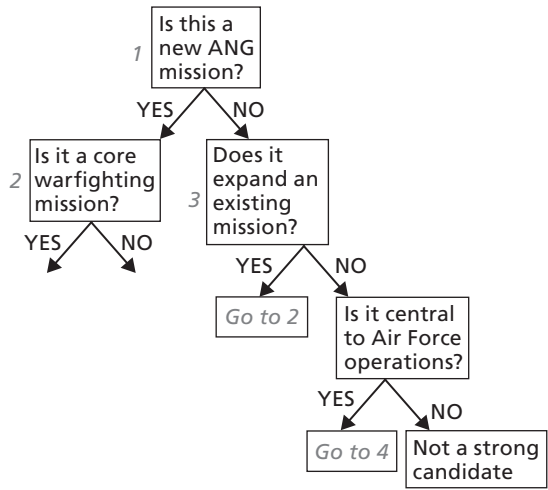 1
Is this a
new ANG
mission?
YES
NO
2
Is it a core
warfighting
mission?
3
Does it
expand an
existing
mission?
YES
NO
YES
NO
Go to 2
Is it central
to Air Force
operations?
YES
NO
Go to 4
Not a strong
candidate